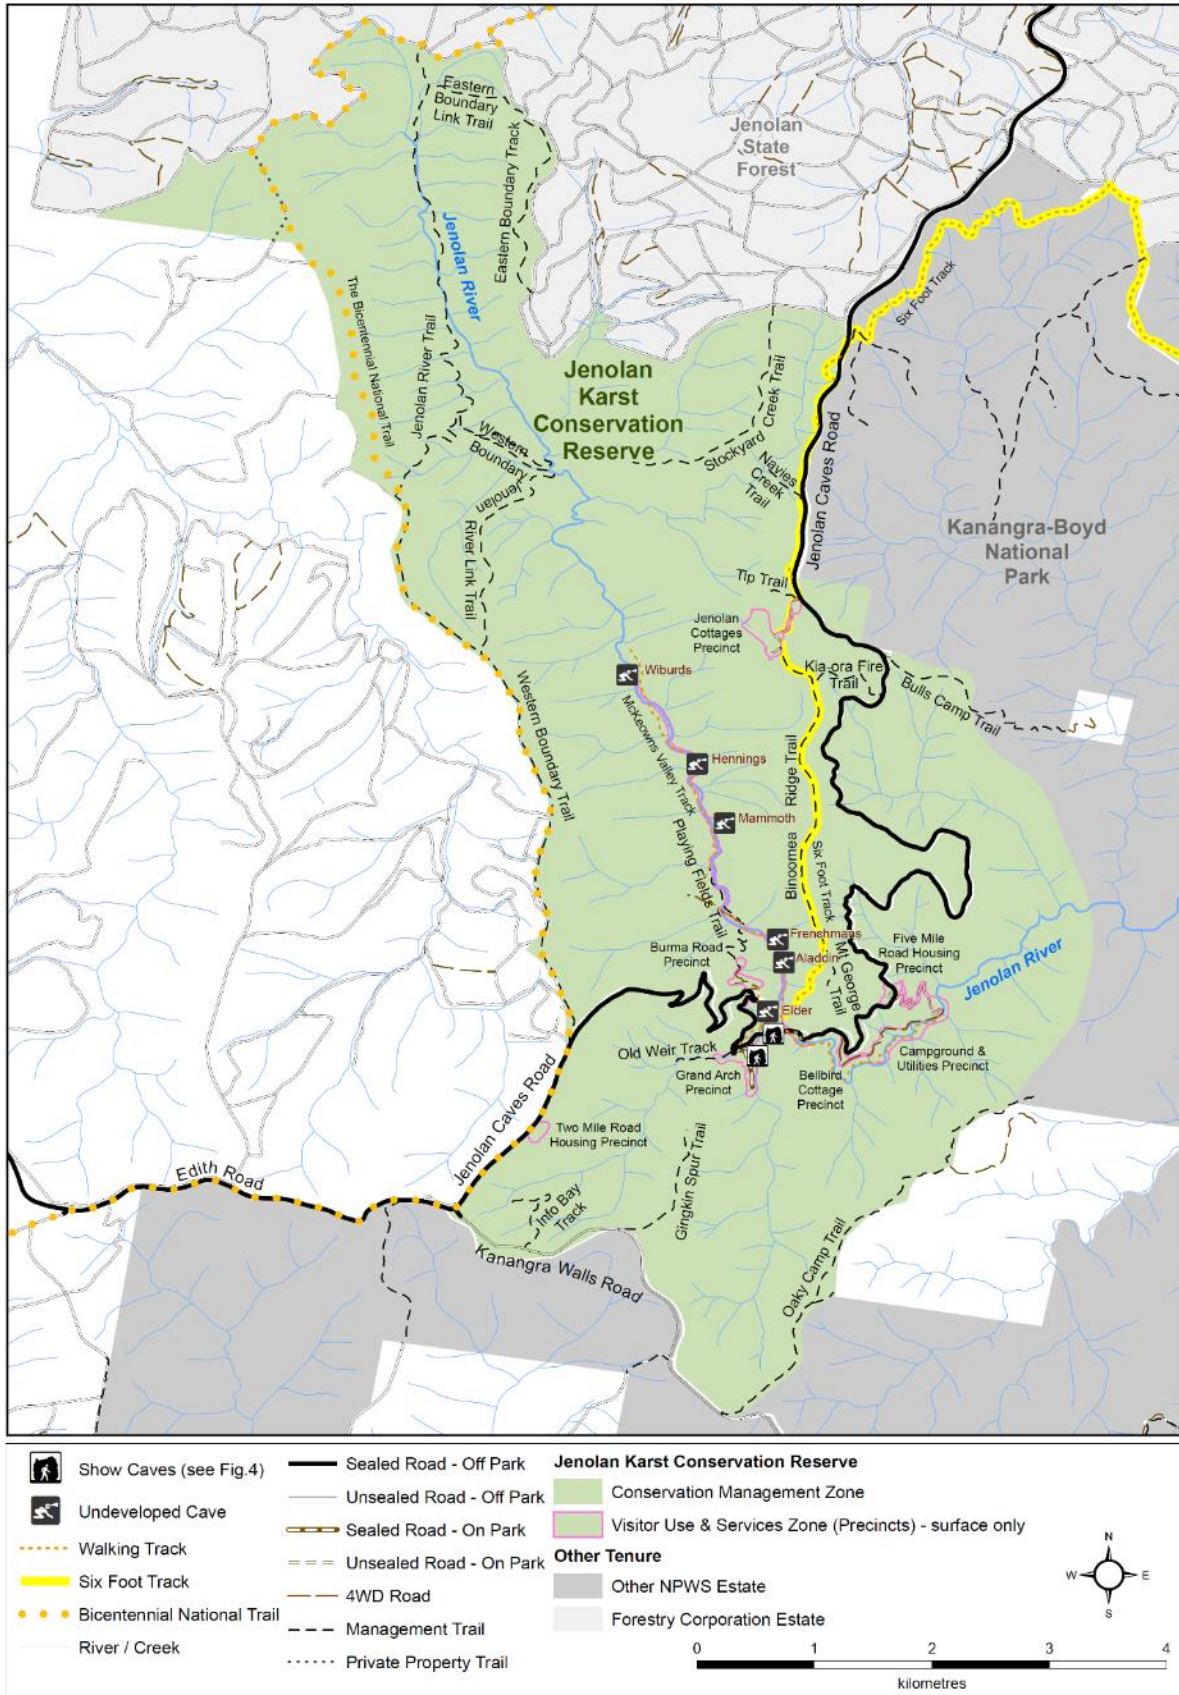 Eastern
Boundary
Link Trail
Eastern Boundary Track
Jenolan
State
Forest
Jenolan River
The Bicentennial National Trail
Jenolan River Trail
Six Foot Track
Jenolan
Karst
Conservation
Reserve
Stockyard
Creek Trail
Navies
Creek
Trail
Jenolan Caves Road
Western
Boundary
Jenolan
River Link Trail
Kanangra-Boyd
National
Park
Tip Trail
Jenolan
Cottages
Precinct
Kia-ora Fire
Trail
Bulls Camp Trail
Wiburds
McKeowns Valley Track
Western Boundary Trail
Hennings
Mammoth
Playing Fields
Trail
Binoomea
Ridge Trail
Six Foot Track
Mt George
Trail
Frenchmans
Aladdin
Elder
Burma Road
Precinct
Five Mile
Road Housing
Precinct
Jenolan River
Old Weir Track
Grand Arch
Precinct
Bellbird
Cottage
Precinct
Campground &
Utilities Precinct
Jenolan Caves Road
Two Mile Road
Housing Precinct
Edith Road
Info Bay
Track
Gingkin Spur Trail
Kanangra Walls Road
Oaky Camp Trail
Show Caves (see Fig.4)
Undeveloped Cave
Walking Track
Six Foot Track
Bicentennial National Trail
River / Creek
Sealed Road - Off Park
Unsealed Road - Off Park
Sealed Road - On Park
Unsealed Road - On Park
4WD Road
Management Trail
Private Property Trail
Jenolan Karst Conservation Reserve
Conservation Management Zone
Visitor Use & Services Zone (Precincts) - surface only
Other Tenure
Other NPWS Estate
Forestry Corporation Estate
N
W E
S
0 1 2 3 4
kilometres